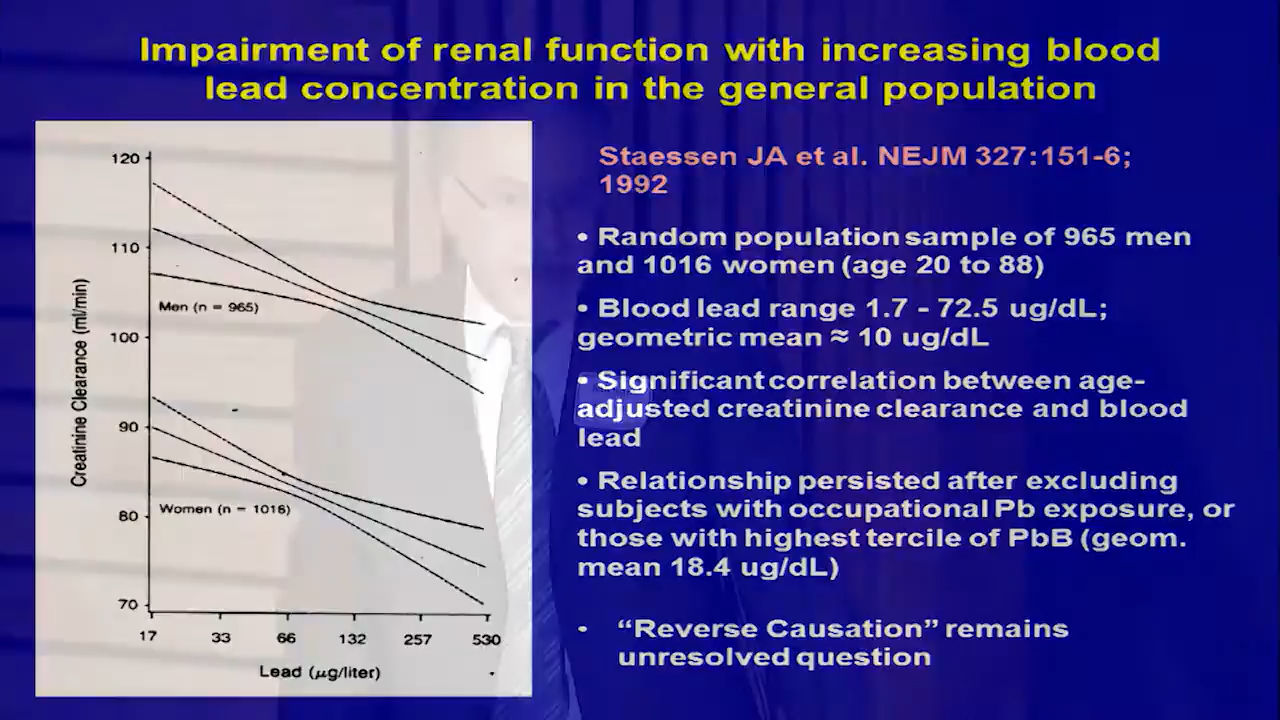 Impairment of renal function with increasing blood
lead concentration in the general population
120
110
100
90
80
70
Creatinine Clearance (ml/min)
Men (n = 965)
Women (n = 1016)
17 33 66 132 257 530
Lead (μg/liter)
Staessen JA et al. NEJM 327:151-6;
1992
• Random population sample of 965 men
and 1016 women (age 20 to 88)
• Blood lead range 1.7 - 72.5 ug/dL;
geometric mean ≈ 10 ug/dL
• Significant correlation between age-
adjusted creatinine clearance and blood
lead
• Relationship persisted after excluding
subjects with occupational Pb exposure, or
those with highest tercile of PbB (geom.
mean 18.4 ug/dL)
• “Reverse Causation” remains
unresolved question